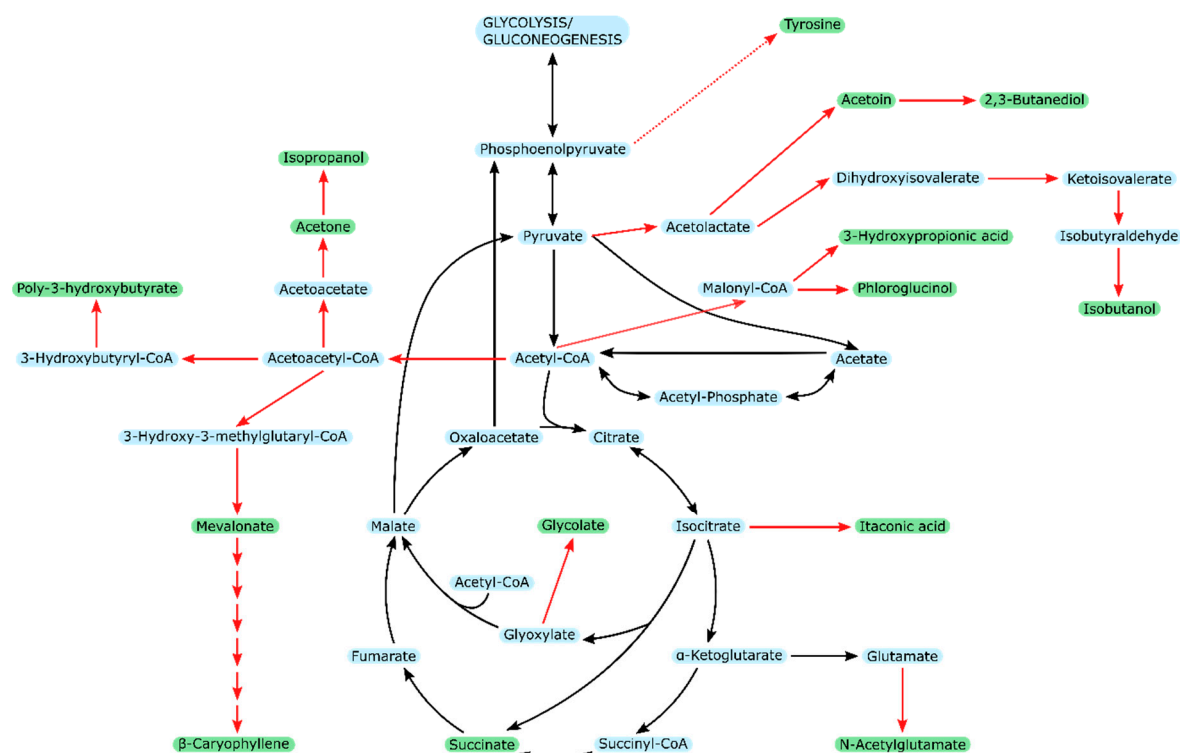 GLYCOLYSIS/
GLUCONEOGENESIS
Tyrosine
Acetoin
2,3-Butanediol
Phosphoenolpyruvate
Isopropanol
Dihydroxyisovalerate
Ketoisovalerate
Acetone
Acetolactate
Pyruvate
3-Hydroxypropionic acid
Isobutyraldehyde
Poly-3-hydroxybutyrate
Acetoacetate
Malonyl-CoA
Phloroglucinol
Isobutanol
3-Hydroxybutyryl-CoA
Acetoacetyl-CoA
Acetyl-CoA
Acetate
Acetyl-Phosphate
3-Hydroxy-3-methylglutaryl-CoA
Oxaloacetate
Citrate
Mevalonate
Malate
Glycolate
Isocitrate
Itaconic acid
Acetyl-CoA
Glyoxylate
Fumarate
α-Ketoglutarate
Glutamate
β-Caryophyllene
Succinate
Succinyl-CoA
N-Acetylglutamate